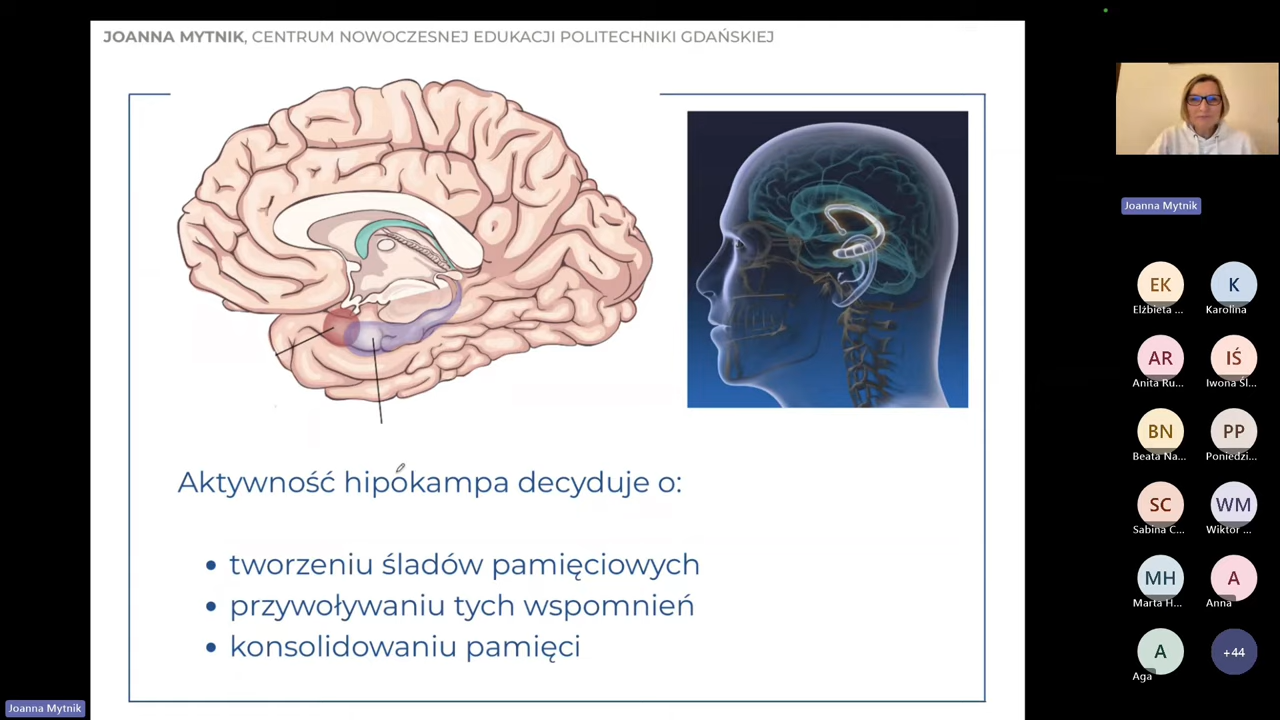 JOANNA MYTNIK, CENTRUM NOWOCZESNEJ EDUKACJI POLITECHNIKI GDAŃSKIEJ
Aktywność hipokampa decyduje o:
• tworzeniu śladów pamięciowych
• przywoływaniu tych wspomnień
• konsolidowaniu pamięci
Joanna Mytnik
Joanna Mytnik
EK
Elżbieta ...
K
Karolina
AR
Anita Ru...
IŚ
Iwona Śl...
BN
Beata Na...
PP
Poniedzi...
SC
Sabina C...
WM
Wiktor ...
MH
Marta H...
A
Anna
A
Aga
+44